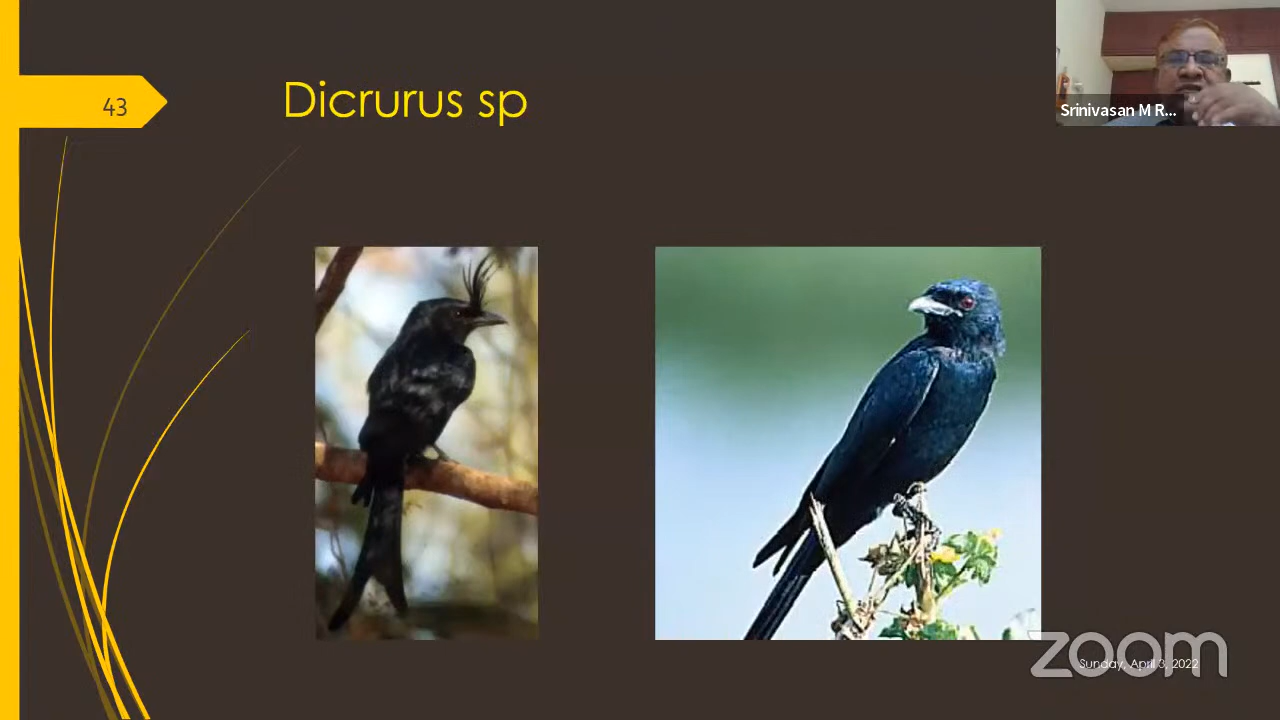 43
Dicrurus sp
Srinivasan M R...
zoom
Sunday, April 3, 2022